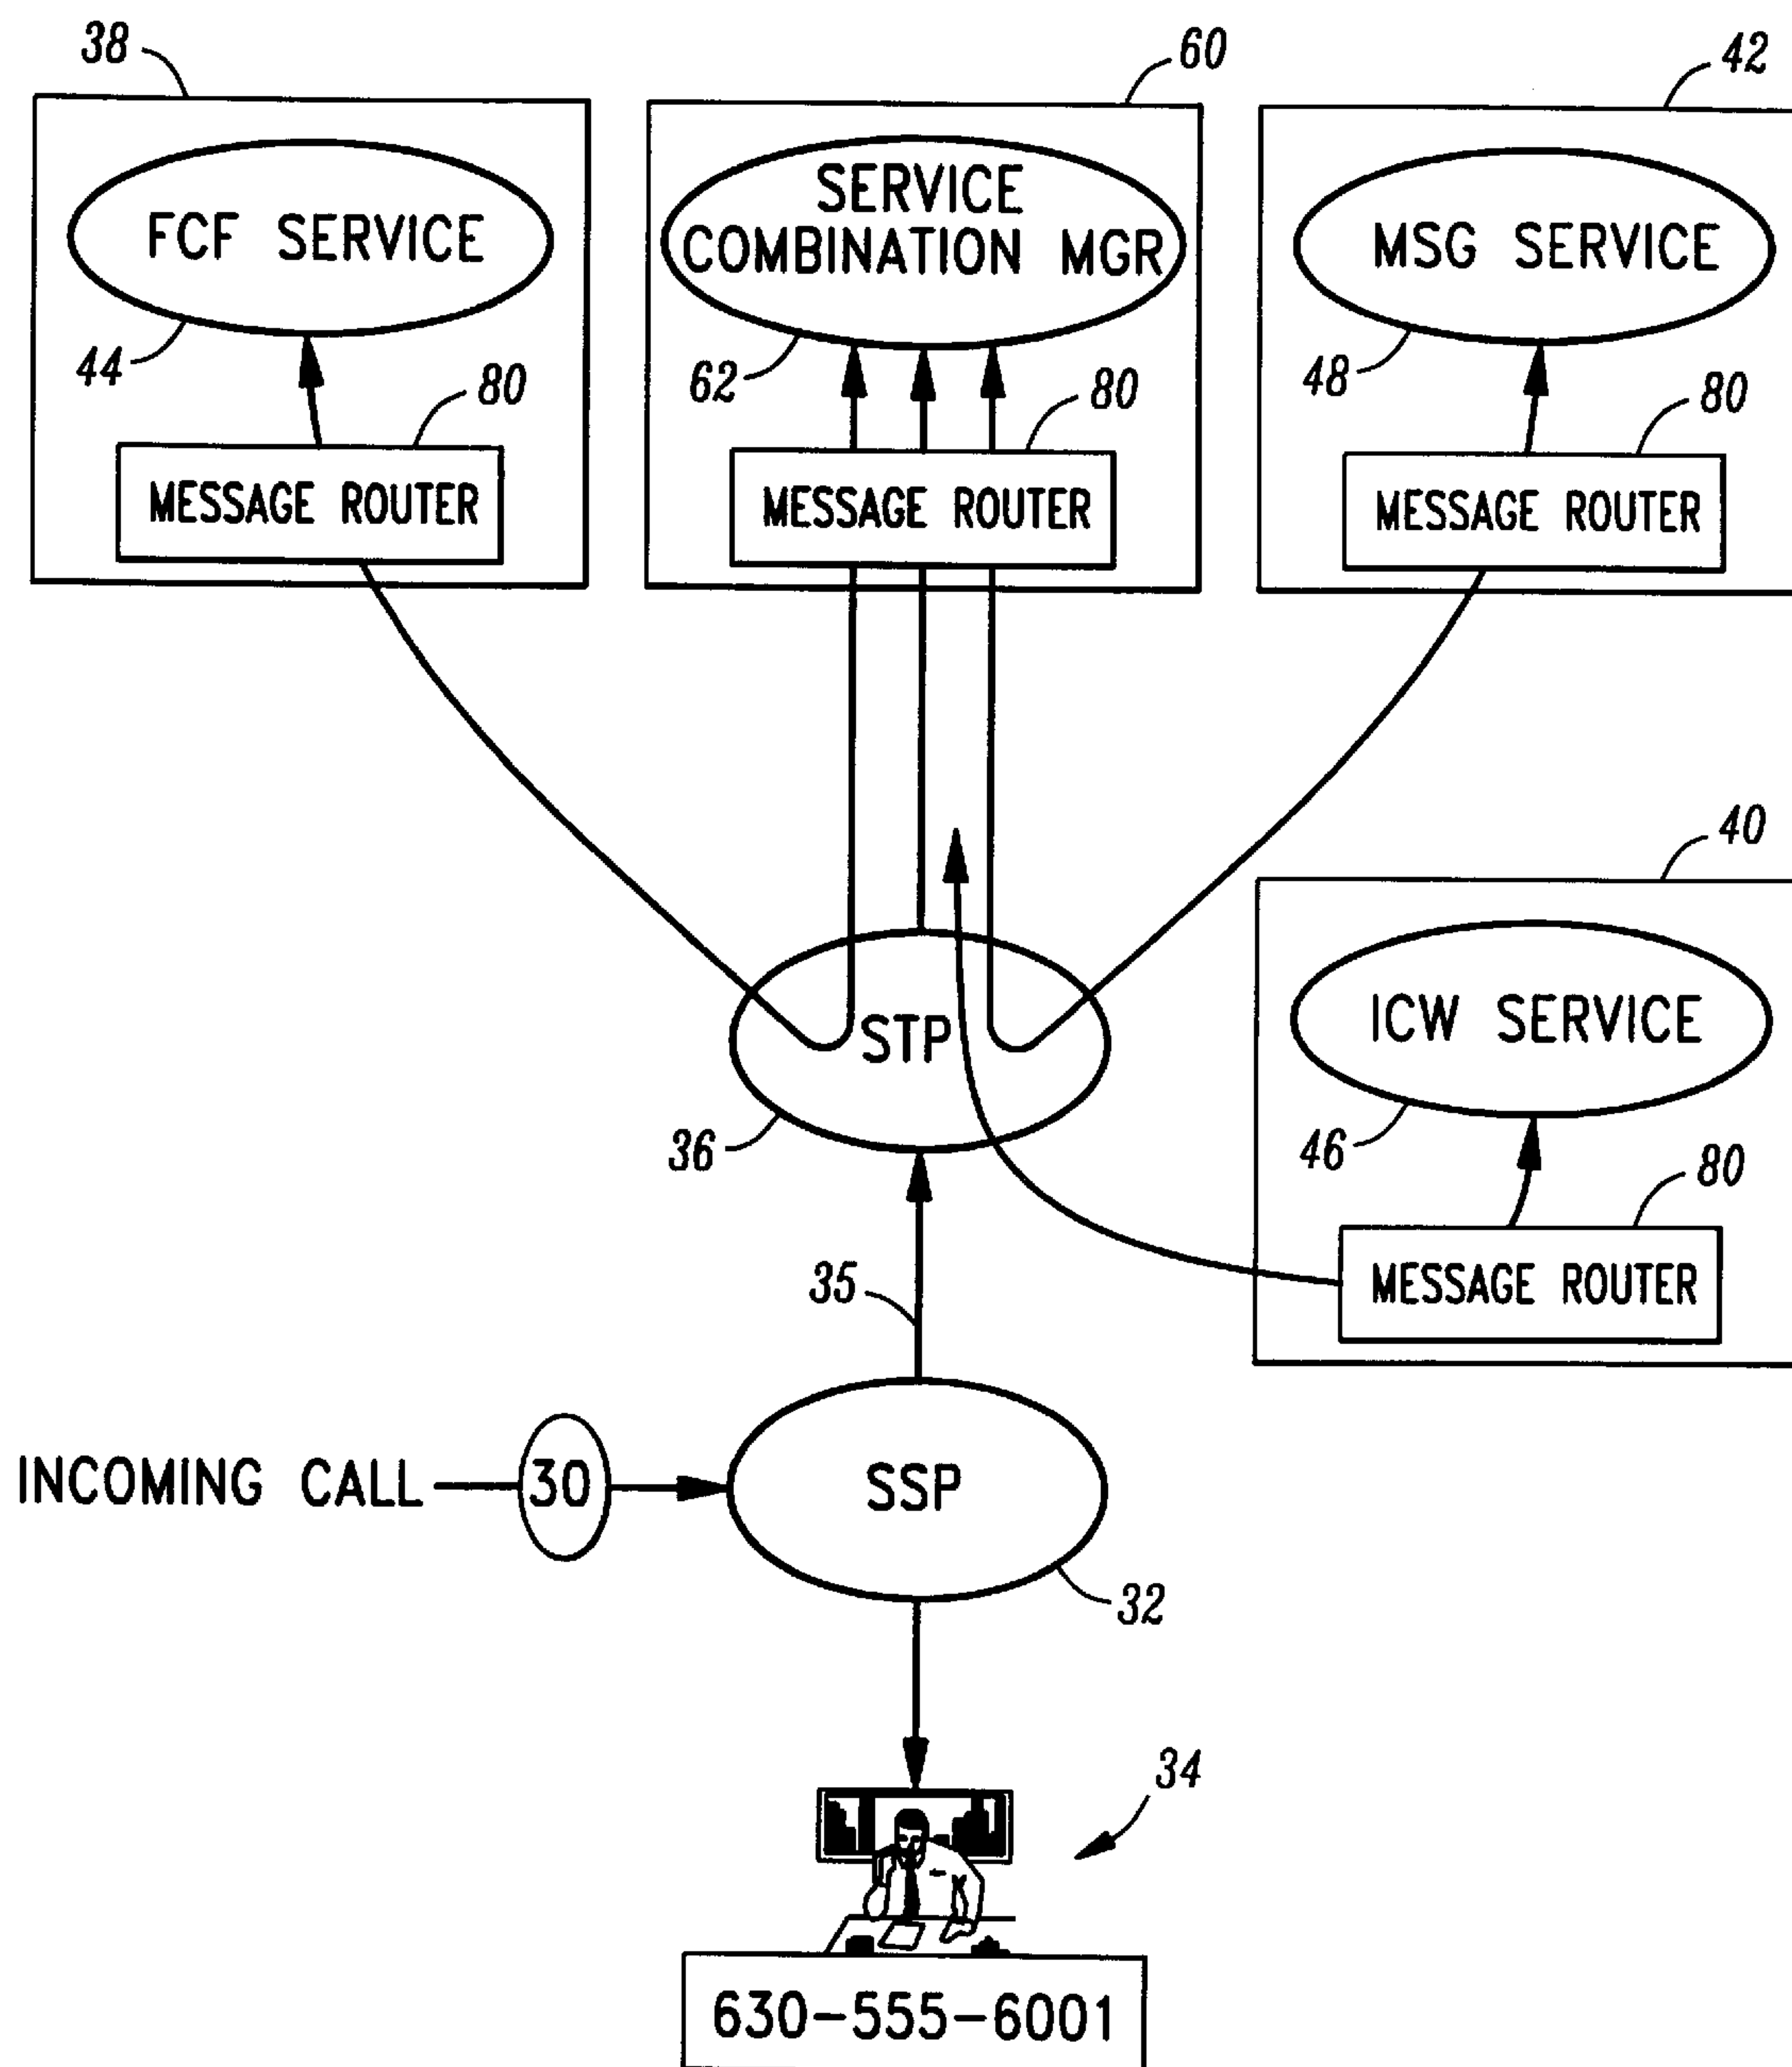 38
60
42
FCF SERVICE
SERVICE
COMBINATION MGR
MSG SERVICE
44
80
62
80
48
80
MESSAGE ROUTER
MESSAGE ROUTER
MESSAGE ROUTER
40
STP
ICW SERVICE
36
46
80
35
MESSAGE ROUTER
INCOMING CALL
30
SSP
32
34
630-555-6001